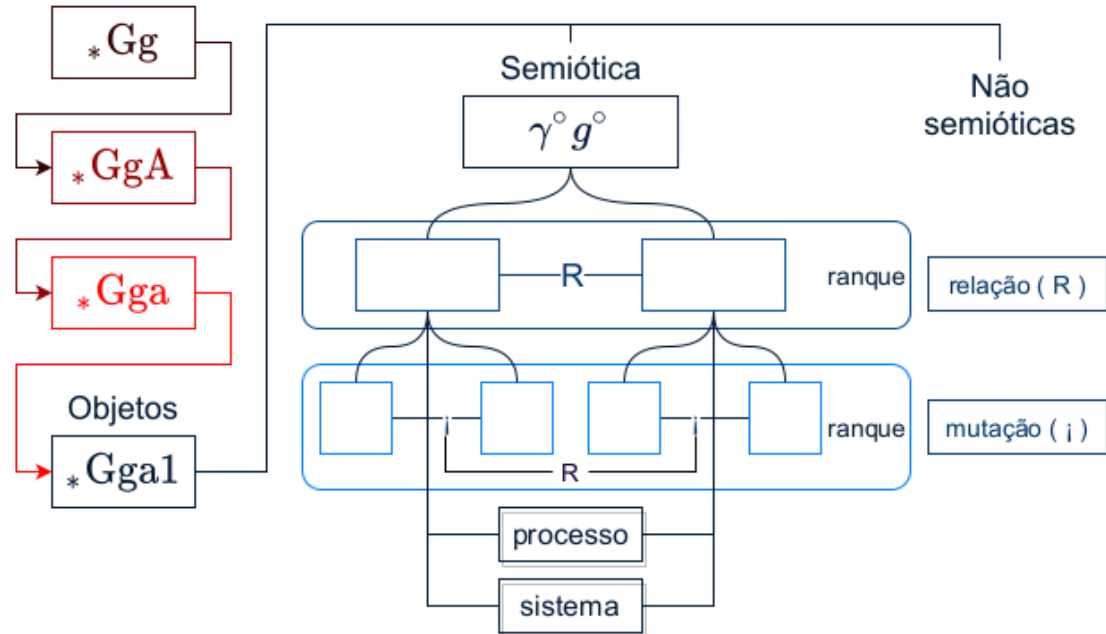 *Gg
*GgA
*Gga
Objetos
*Gga1
Semiótica
γ° g°
Não
semióticas
R
ranque
relação ( R )
¡
¡
ranque
mutação ( ¡ )
R
processo
sistema